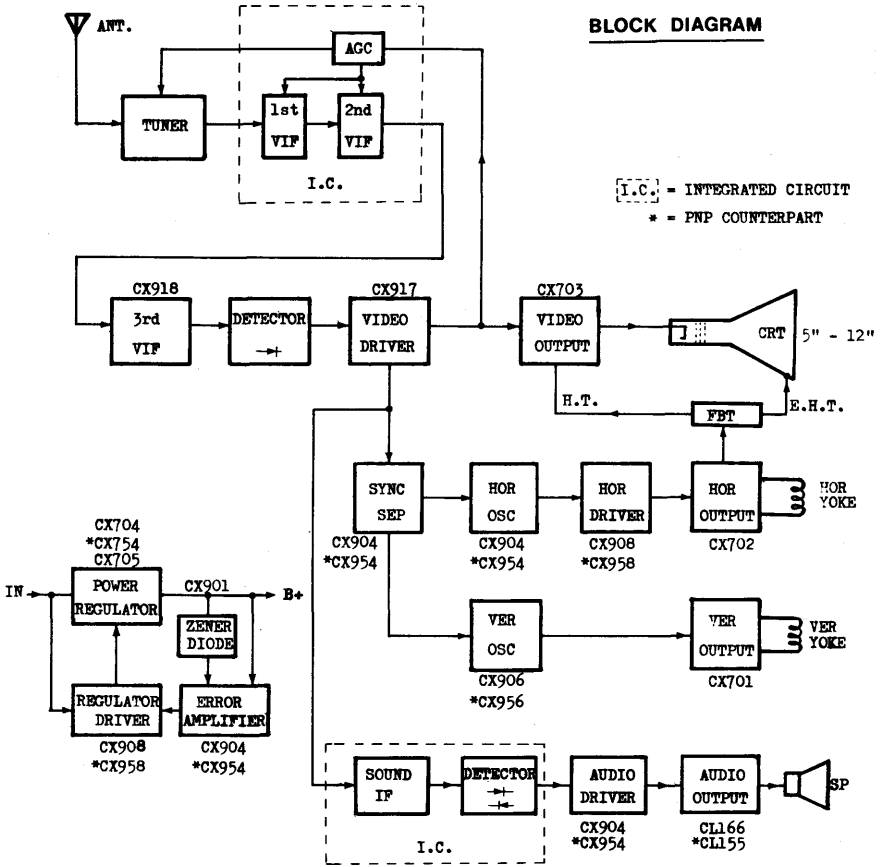 BLOCK DIAGRAM
ANT.
AGC
TUNER
1st
VIF
2nd
VIF
I.C.
I.C. = INTEGRATED CIRCUIT
* = PNP COUNTERPART
CX918
3rd
VIF
DETECTOR
CX917
VIDEO
DRIVER
CX703
VIDEO
OUTPUT
CRT
5" - 12"
H.T.
FBT
E.H.T.
SYNC
SEP
CX904
*CX954
HOR
OSC
CX904
*CX954
HOR
DRIVER
CX908
*CX958
HOR
OUTPUT
CX702
HOR
YOKE
CX704
*CX754
CX705
IN
POWER
REGULATOR
CX901
B+
ZENER
DIODE
REGULATOR
DRIVER
CX908
*CX958
ERROR
AMPLIFIER
CX904
*CX954
VER
OSC
CX906
*CX956
VER
OUTPUT
CX701
VER
YOKE
SOUND
IF
DETECTOR
I.C.
AUDIO
DRIVER
CX904
*CX954
AUDIO
OUTPUT
CL166
*CL155
SP